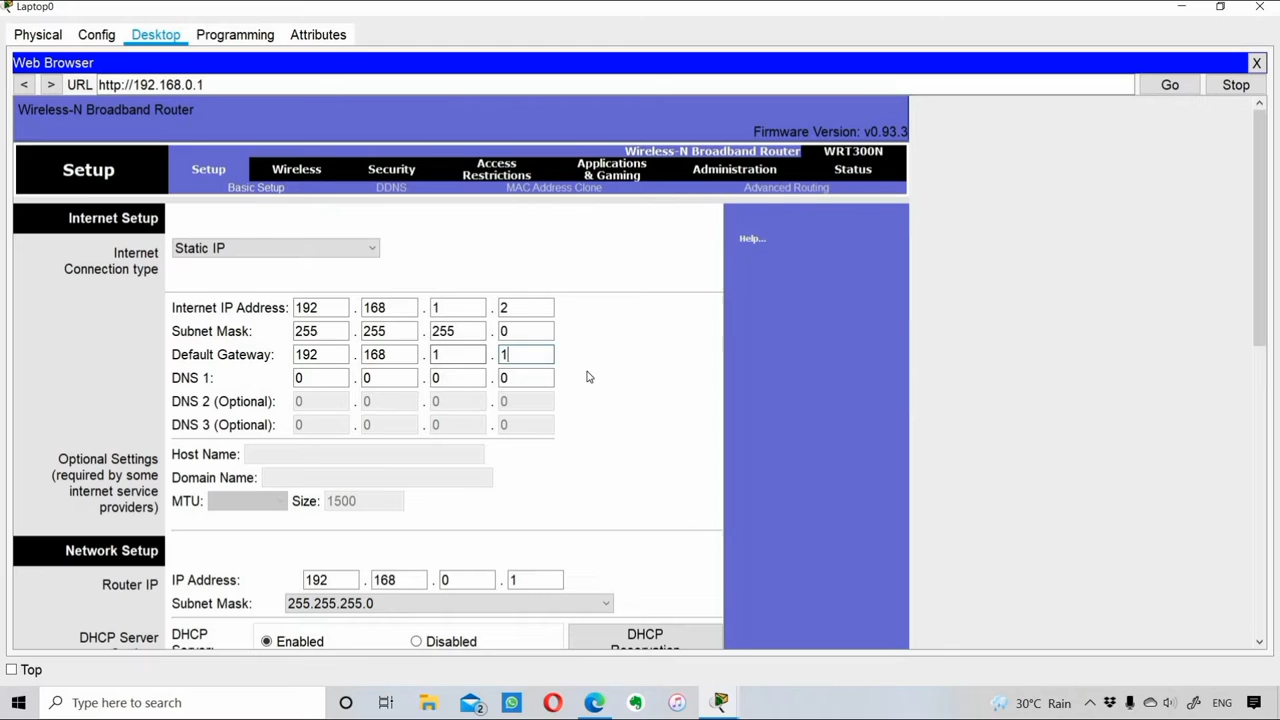 Laptop0
Physical Config Desktop Programming Attributes
Web Browser X
< > URL http://192.168.0.1 Go Stop
Wireless-N Broadband Router
Firmware Version: v0.93.3
Wireless-N Broadband Router WRT300N
Setup
Setup Wireless Security Access Restrictions Applications & Gaming Administration Status
Basic Setup DDNS MAC Address Clone Advanced Routing
Internet Setup
Help...
Internet
Connection type
Static IP
Internet IP Address: 192 . 168 . 1 . 2
Subnet Mask: 255 . 255 . 255 . 0
Default Gateway: 192 . 168 . 1 . 1
DNS 1: 0 . 0 . 0 . 0
DNS 2 (Optional): 0 . 0 . 0 . 0
DNS 3 (Optional): 0 . 0 . 0 . 0
Optional Settings
(required by some
internet service
providers)
Host Name:
Domain Name:
MTU: Size: 1500
Network Setup
Router IP
IP Address: 192 . 168 . 0 . 1
Subnet Mask: 255.255.255.0
DHCP Server
DHCP
Server:
Enabled Disabled
DHCP
Reservation
Top
Type here to search
2
30°C Rain ENG